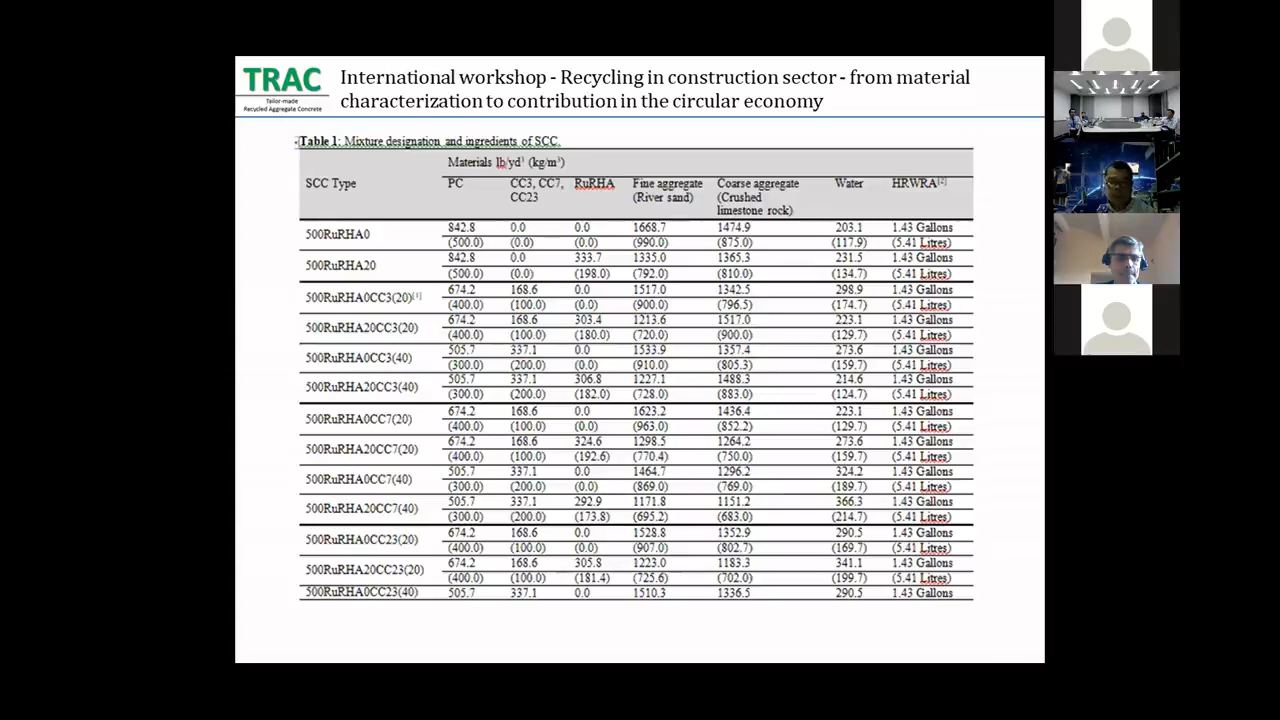 TRAC
Tailor-made
Recycled Aggregate Concrete
International workshop - Recycling in construction sector - from material
characterization to contribution in the circular economy
Table 1: Mixture designation and ingredients of SCC.
SCC Type
Materials lb/yd³ (kg/m³)
PC CC3, CC7, CC23 RuRHA Fine aggregate (River sand) Coarse aggregate (Crushed limestone rock) Water HRWRA[2]
500RuRHA0 842.8 0.0 0.0 1668.7 1474.9 203.1 1.43 Gallons
(500.0) (0.0) (0.0) (990.0) (875.0) (117.9) (5.41 Litres)
500RuRHA20 842.8 0.0 333.7 1335.0 1365.3 231.5 1.43 Gallons
(500.0) (0.0) (198.0) (792.0) (810.0) (134.7) (5.41 Litres)
500RuRHA0CC3(20)[1] 674.2 168.6 0.0 1517.0 1342.5 298.9 1.43 Gallons
(400.0) (100.0) (0.0) (900.0) (796.5) (174.7) (5.41 Litres)
500RuRHA20CC3(20) 674.2 168.6 303.4 1213.6 1517.0 223.1 1.43 Gallons
(400.0) (100.0) (180.0) (720.0) (900.0) (129.7) (5.41 Litres)
500RuRHA0CC3(40) 505.7 337.1 0.0 1533.9 1357.4 273.6 1.43 Gallons
(300.0) (200.0) (0.0) (910.0) (805.3) (159.7) (5.41 Litres)
500RuRHA20CC3(40) 505.7 337.1 306.8 1227.1 1488.3 214.6 1.43 Gallons
(300.0) (200.0) (182.0) (728.0) (883.0) (124.7) (5.41 Litres)
500RuRHA0CC7(20) 674.2 168.6 0.0 1623.2 1436.4 223.1 1.43 Gallons
(400.0) (100.0) (0.0) (963.0) (852.2) (129.7) (5.41 Litres)
500RuRHA20CC7(20) 674.2 168.6 324.6 1298.5 1264.2 273.6 1.43 Gallons
(400.0) (100.0) (192.6) (770.4) (750.0) (159.7) (5.41 Litres)
500RuRHA0CC7(40) 505.7 337.1 0.0 1464.7 1296.2 324.2 1.43 Gallons
(300.0) (200.0) (0.0) (869.0) (769.0) (189.7) (5.41 Litres)
500RuRHA20CC7(40) 505.7 337.1 292.9 1171.8 1151.2 366.3 1.43 Gallons
(300.0) (200.0) (173.8) (695.2) (683.0) (214.7) (5.41 Litres)
500RuRHA0CC23(20) 674.2 168.6 0.0 1528.8 1352.9 290.5 1.43 Gallons
(400.0) (100.0) (0.0) (907.0) (802.7) (169.7) (5.41 Litres)
500RuRHA20CC23(20) 674.2 168.6 305.8 1223.0 1183.3 341.1 1.43 Gallons
(400.0) (100.0) (181.4) (725.6) (702.0) (199.7) (5.41 Litres)
500RuRHA0CC23(40) 505.7 337.1 0.0 1510.3 1336.5 290.5 1.43 Gallons